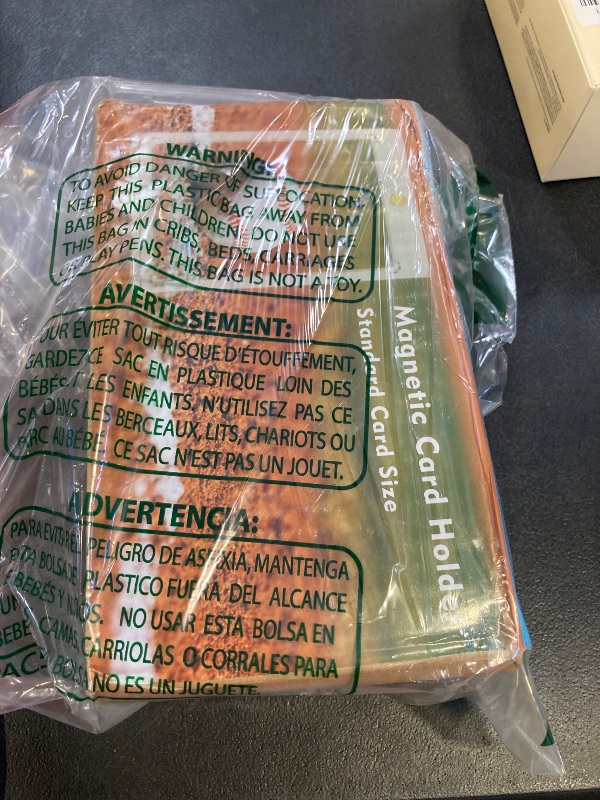 WARNING:
TO AVOID DANGER OF SUFFOCATION,
KEEP THIS PLASTIC BAG AWAY FROM
BABIES AND CHILDREN. DO NOT USE
THIS BAG IN CRIBS, BEDS, CARRIAGES
OR PLAY PENS. THIS BAG IS NOT A TOY.
AVERTISSEMENT:
POUR ÉVITER TOUT RISQUE D'ÉTOUFFEMENT,
GARDEZ CE SAC EN PLASTIQUE LOIN DES
BÉBÉS ET LES ENFANTS, N'UTILISEZ PAS CE
SAC DANS LES BERCEAUX, LITS, CHARIOTS OU
PARC AU BÉBÉ. CE SAC N'EST PAS UN JOUET.
ADVERTENCIA:
PARA EVITAR EL PELIGRO DE ASFIXIA, MANTENGA
ESTA BOLSA DE PLASTICO FUERA DEL ALCANCE
DE BEBÉS Y NIÑOS. NO USAR ESTA BOLSA EN
CUNAS, CAMAS, CARRIOLAS O CORRALES PARA
BEBES. LA BOLSA NO ES UN JUGUETE.
Magnetic Card Holder
Standard Card Size